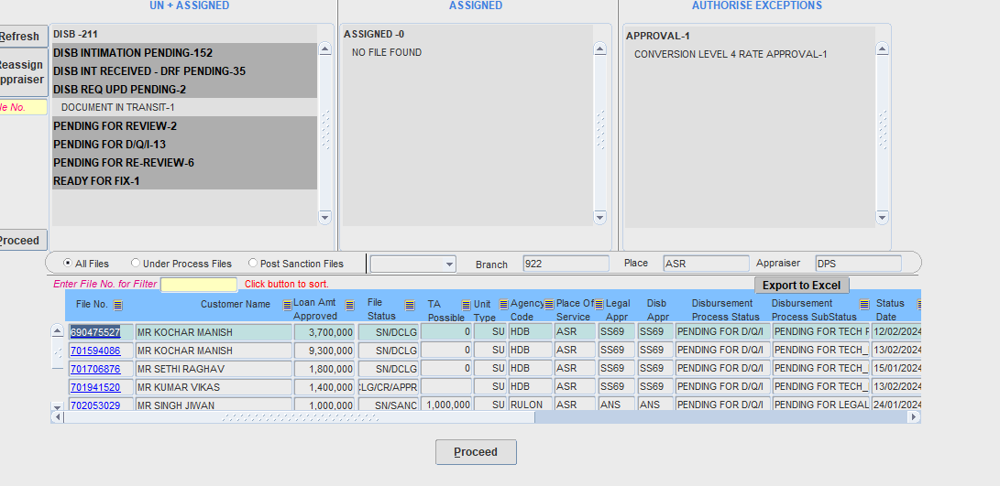 UN + ASSIGNED ASSIGNED AUTHORISE EXCEPTIONS
Refresh
Reassign
ppraiser
le No.
Proceed
DISB -211
DISB INTIMATION PENDING-152
DISB INT RECEIVED - DRF PENDING-35
DISB REQ UPD PENDING-2
DOCUMENT IN TRANSIT-1
PENDING FOR REVIEW-2
PENDING FOR D/Q/I-13
PENDING FOR RE-REVIEW-6
READY FOR FIX-1
ASSIGNED -0
NO FILE FOUND
APPROVAL-1
CONVERSION LEVEL 4 RATE APPROVAL-1
All Files Under Process Files Post Sanction Files Branch 922 Place ASR Appraiser DPS
Enter File No. for Filter Click button to sort. Export to Excel
File No. Customer Name Loan Amt Approved File Status TA Possible Unit Type Agency Code Place Of Service Legal Appr Disb Appr Disbursement Process Status Disbursement Process SubStatus Status Date
690475527 MR KOCHAR MANISH 3,700,000 SN/DCLG 0 SU HDB ASR SS69 SS69 PENDING FOR D/Q/I PENDING FOR TECH 12/02/2024
701594086 MR KOCHAR MANISH 9,300,000 SN/DCLG 0 SU HDB ASR SS69 SS69 PENDING FOR D/Q/I PENDING FOR TECH_ 13/02/2024
701706876 MR SETHI RAGHAV 1,800,000 SN/DCLG 0 SU HDB ASR SS69 SS69 PENDING FOR D/Q/I PENDING FOR TECH_ 15/01/2024
701941520 MR KUMAR VIKAS 1,400,000 CLG/CR/APPR SU HDB ASR SS69 SS69 PENDING FOR D/Q/I PENDING FOR TECH_ 13/02/2024
702053029 MR SINGH JIWAN 1,000,000 SN/SANC 1,000,000 SU RULON ASR ANS ANS PENDING FOR D/Q/I PENDING FOR LEGAL 24/01/2024
Proceed